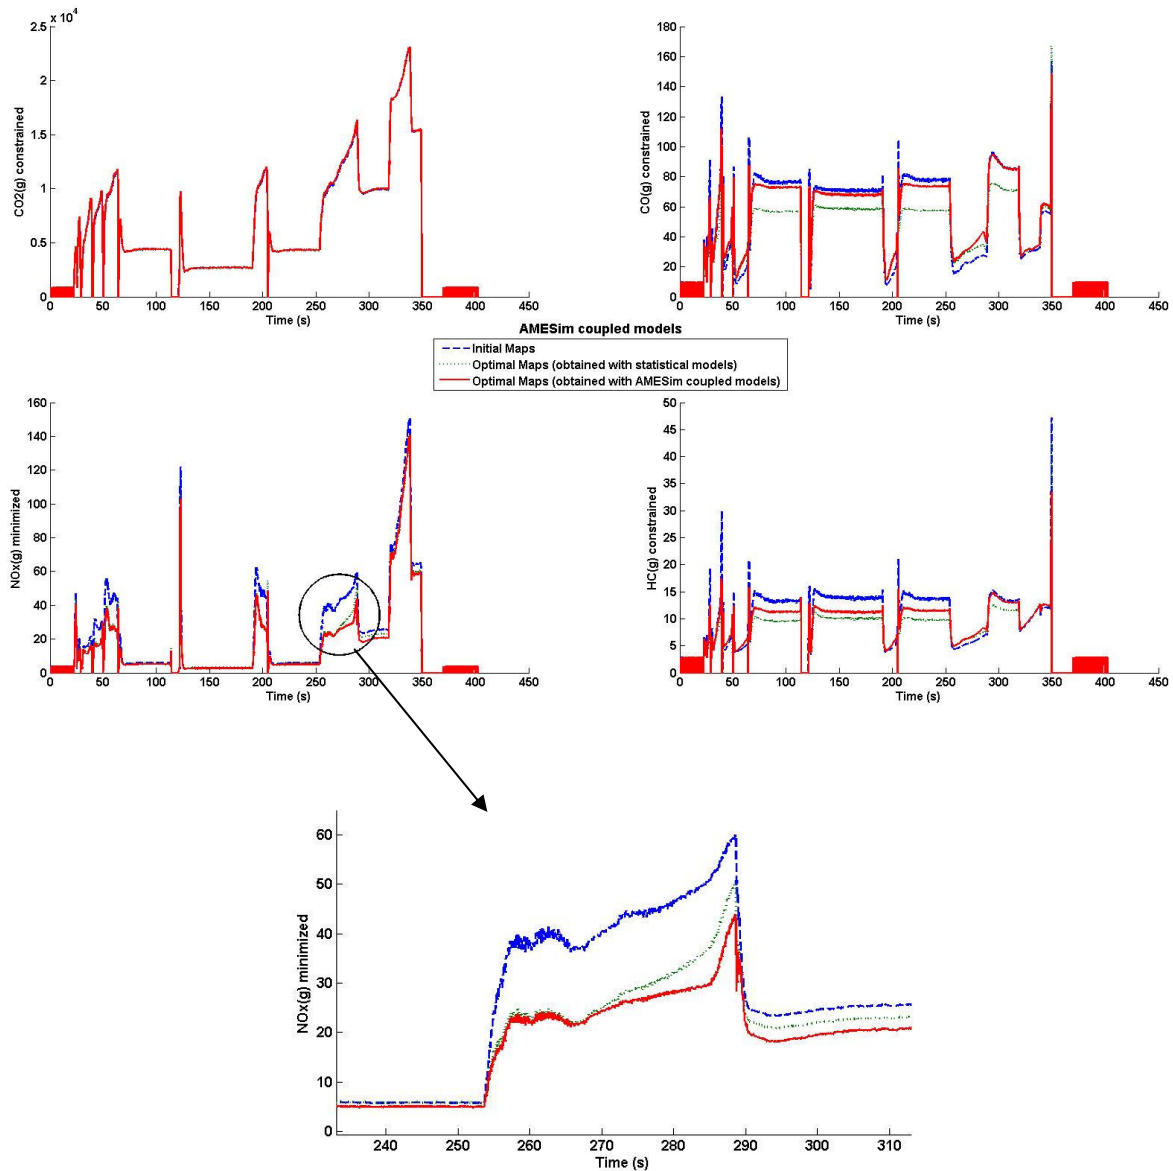 x 10^4
2.5
2
1.5
1
0.5
0
CO2(g) constrained
0 50 100 150 200 250 300 350 400 450
Time (s)
180
160
140
120
100
80
60
40
20
0
CO(g) constrained
0 50 100 150 200 250 300 350 400 450
Time (s)
AMESim coupled models
Initial Maps
Optimal Maps (obtained with statistical models)
Optimal Maps (obtained with AMESim coupled models)
160
140
120
100
80
60
40
20
0
NOx(g) minimized
0 50 100 150 200 250 300 350 400 450
Time (s)
50
45
40
35
30
25
20
15
10
5
0
HC(g) constrained
0 50 100 150 200 250 300 350 400 450
Time (s)
60
50
40
30
20
10
0
NOx(g) minimized
240 250 260 270 280 290 300 310
Time (s)